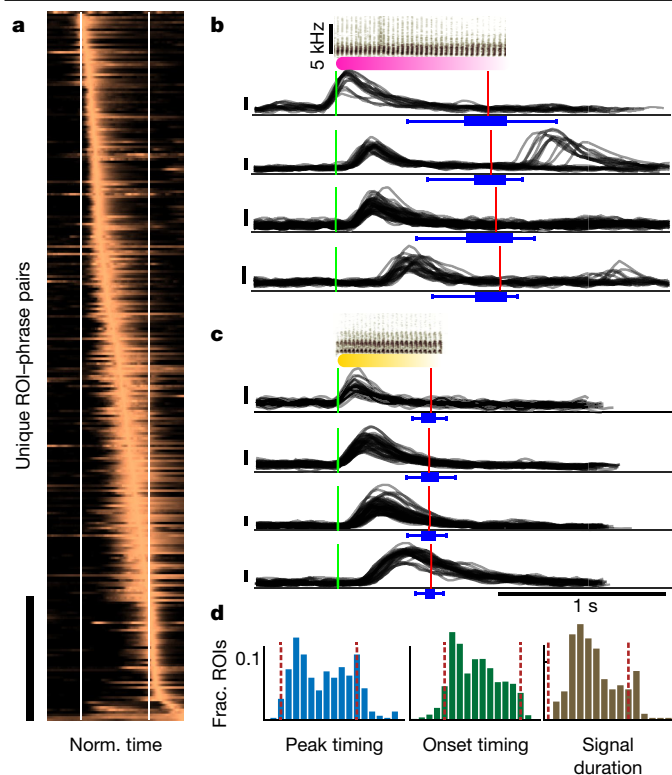 a
Unique ROI–phrase pairs
Norm. time
b
5 kHz
c
1 s
d
Frac. ROIs
0.1
Peak timing
Onset timing
Signal
duration